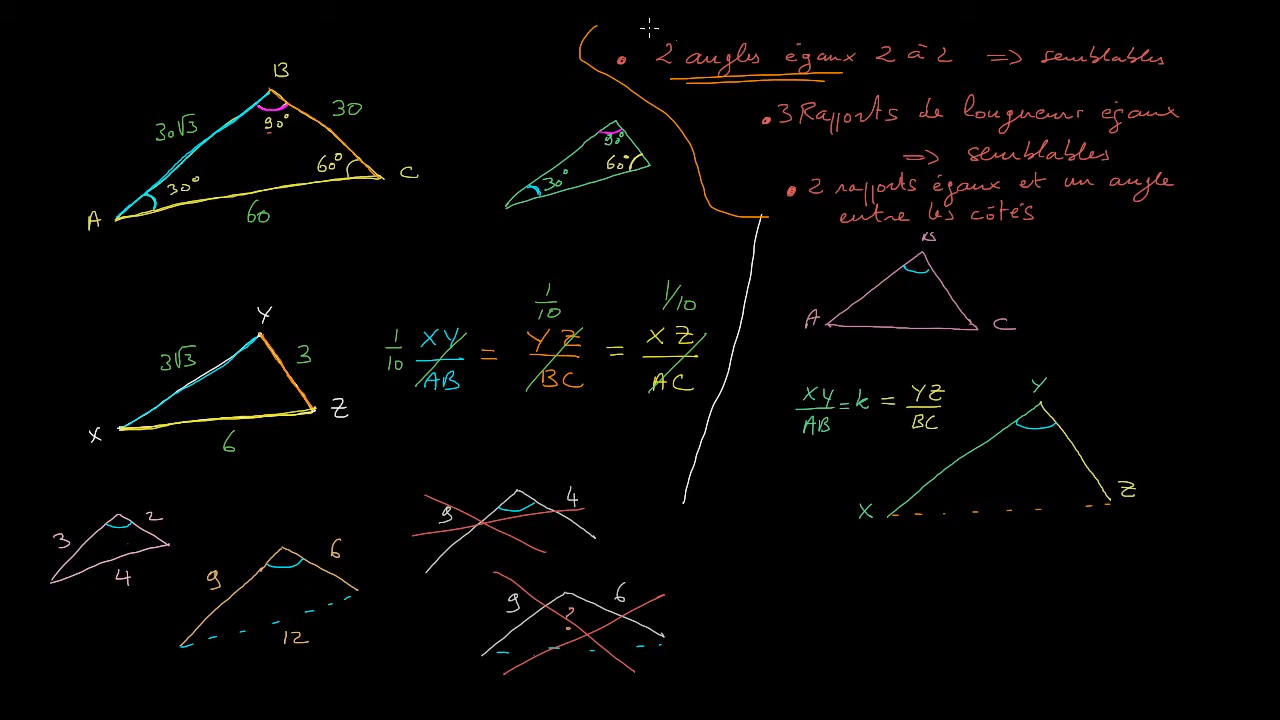 • 2 angles égaux 2 à 2 => semblables
• 3 Rapports de longueurs égaux
=> semblables
• 2 rapports égaux et un angle
entre les côtés
B
30√3
30
90°
60°
30°
A
C
60
90°
60°
30°
Y
3√3
3
X
Z
6
1/10 XY/AB = 1/10 YZ/BC = 1/10 XZ/AC
B
A
C
XY/AB = k = YZ/BC
Y
X
Z
3
2
4
9
6
12
9
4
9
6
?